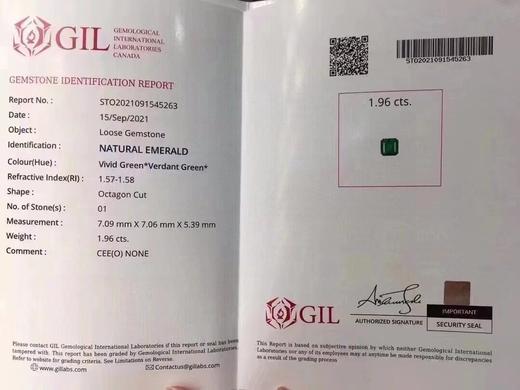 GIL
GEMOLOGICAL
INTERNATIONAL
LABORATORIES
CANADA
GEMSTONE IDENTIFICATION REPORT
Report No. : STO2021091545263
Date : 15/Sep/2021
Object: Loose Gemstone
Identification : NATURAL EMERALD
Colour(Hue) : Vivid Green*Verdant Green*
Refractive Index(RI) : 1.57-1.58
Shape : Octagon Cut
No. of Stone(s) : 01
Measurement : 7.09 mm X 7.06 mm X 5.39 mm
Weight : 1.96 cts.
Comment : CEE(O) NONE
Please contact GIL Gemological International Laboratories if this report or seal has been
tempered with. This report has been graded by Gemological International Laboratories.
Refer to website for grading criteria. See Limitations on Reverse.
www.gillabs.com Contactus@gillabs.com
STO2021091545263
1.96 cts.
GIL
AUTHORIZED SIGNATURE
IMPORTANT
SECURITY SEAL
This Report is based on subjective opinion by which neither Gemological International
Laboratories nor any of its employees may at anytime be made responsible for discrepancies
as a result of grading process.